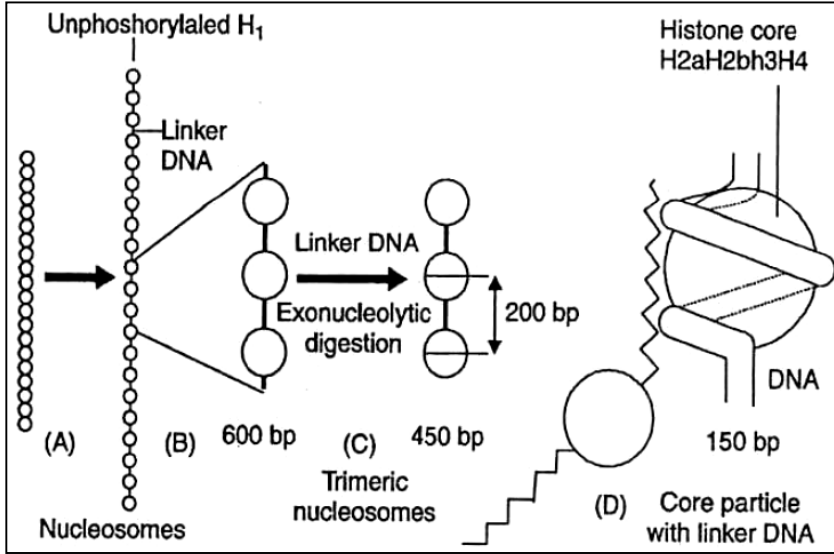 Unphoshorylaled H1
Linker
DNA
Histone core
H2aH2bh3H4
Linker DNA
Exonucleolytic
digestion
200 bp
DNA
(A)
(B)
600 bp
(C)
450 bp
150 bp
Trimeric
nucleosomes
(D)
Core particle
with linker DNA
Nucleosomes